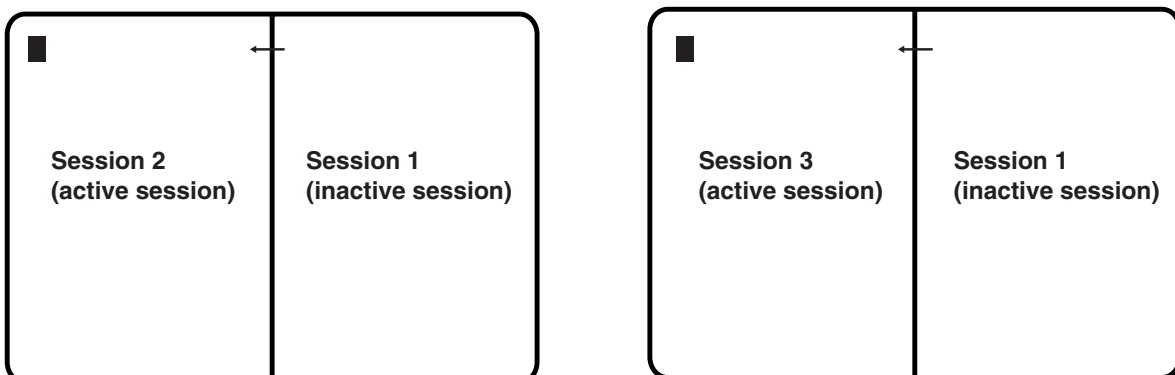 Session 2
(active session)
Session 1
(inactive session)
Session 3
(active session)
Session 1
(inactive session)